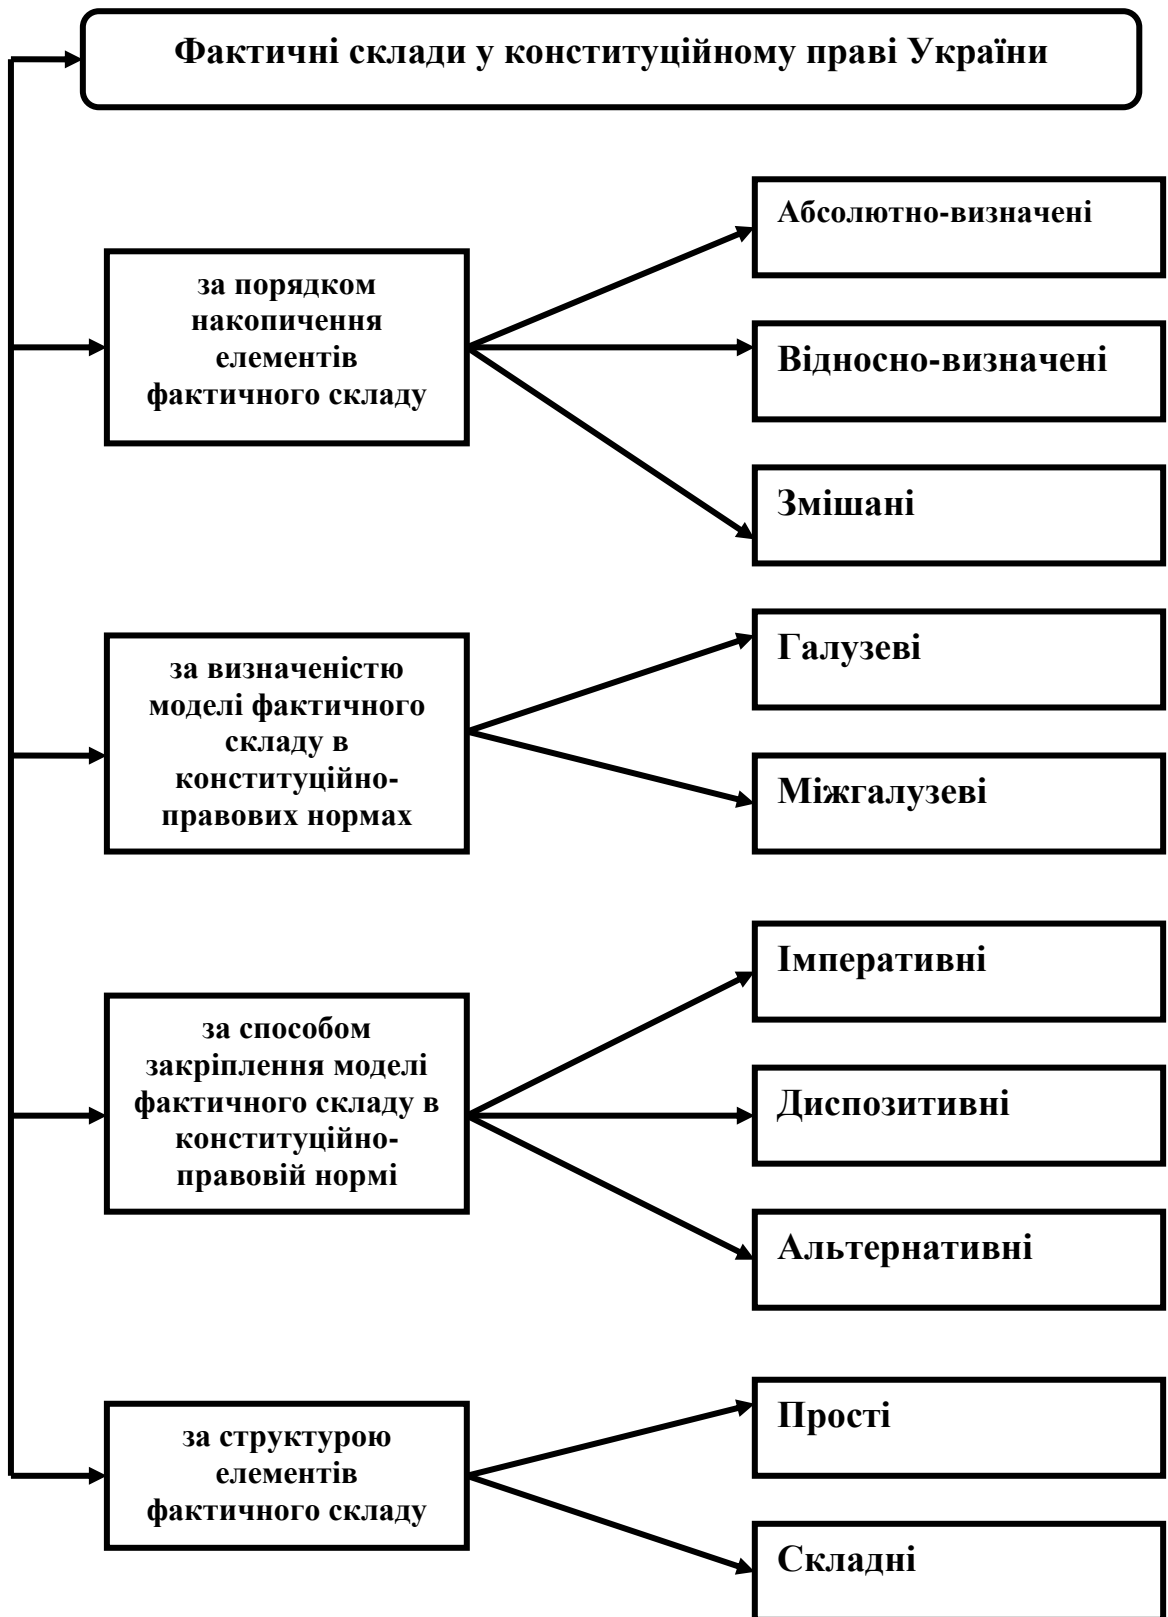 Фактичні склади у конституційному праві України
за порядком
накопичення
елементів
фактичного складу
Абсолютно-визначені
Відносно-визначені
Змішані
за визначеністю
моделі фактичного
складу в
конституційно-
правових нормах
Галузеві
Міжгалузеві
за способом
закріплення моделі
фактичного складу в
конституційно-
правовій нормі
Імперативні
Диспозитивні
Альтернативні
за структурою
елементів
фактичного складу
Прості
Складні